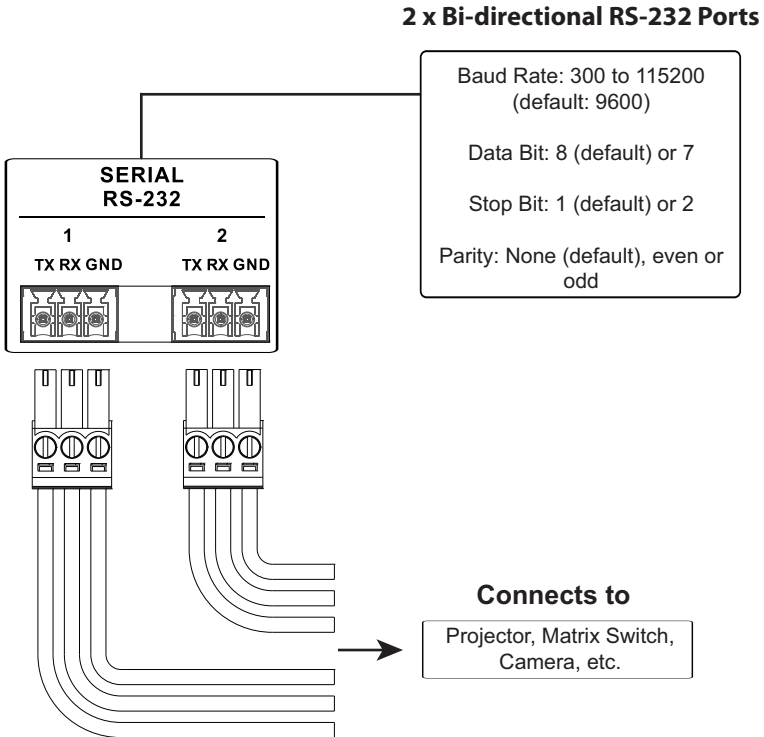 2 x Bi-directional RS-232 Ports
Baud Rate: 300 to 115200
(default: 9600)
Data Bit: 8 (default) or 7
Stop Bit: 1 (default) or 2
Parity: None (default), even or
odd
SERIAL
RS-232
1 2
TX RX GND TX RX GND
Connects to
Projector, Matrix Switch,
Camera, etc.